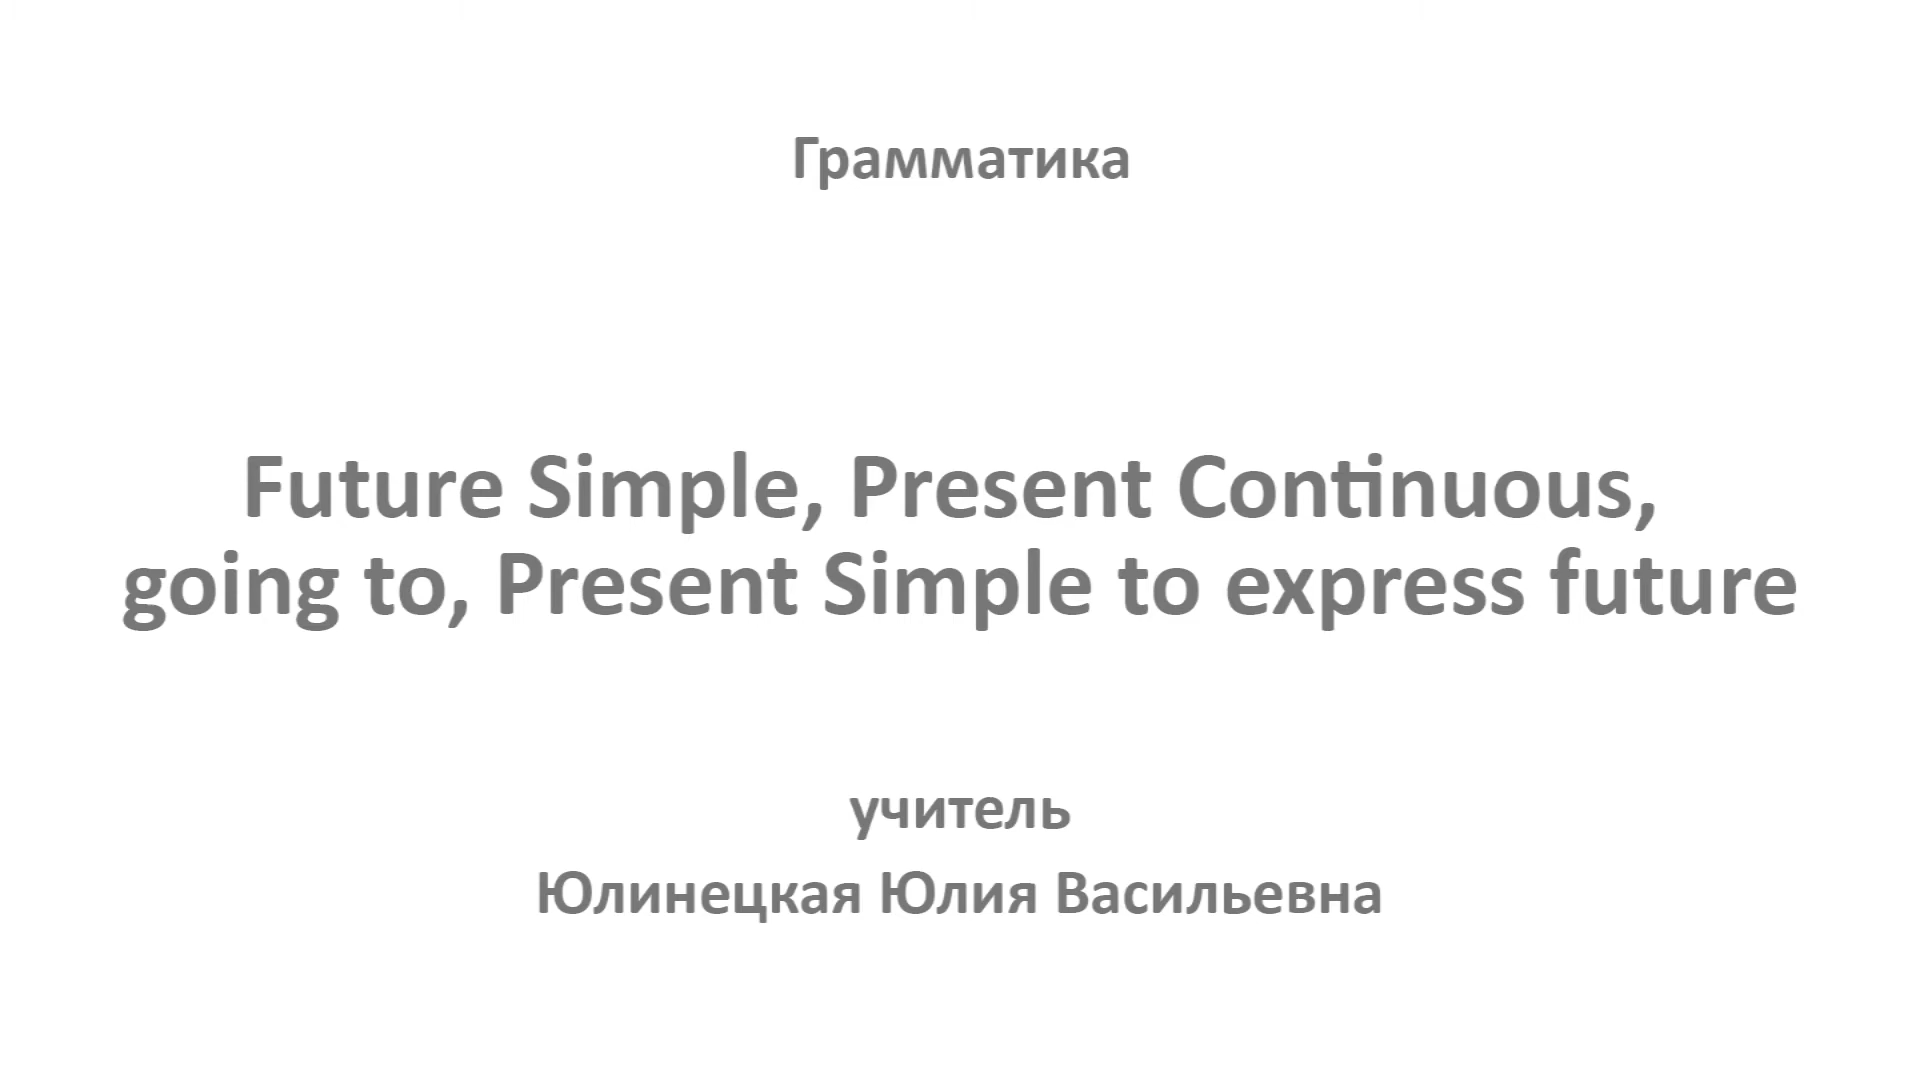 Грамматика
Future Simple, Present Continuous,
going to, Present Simple to express future
учитель
Юлинецкая Юлия Васильевна